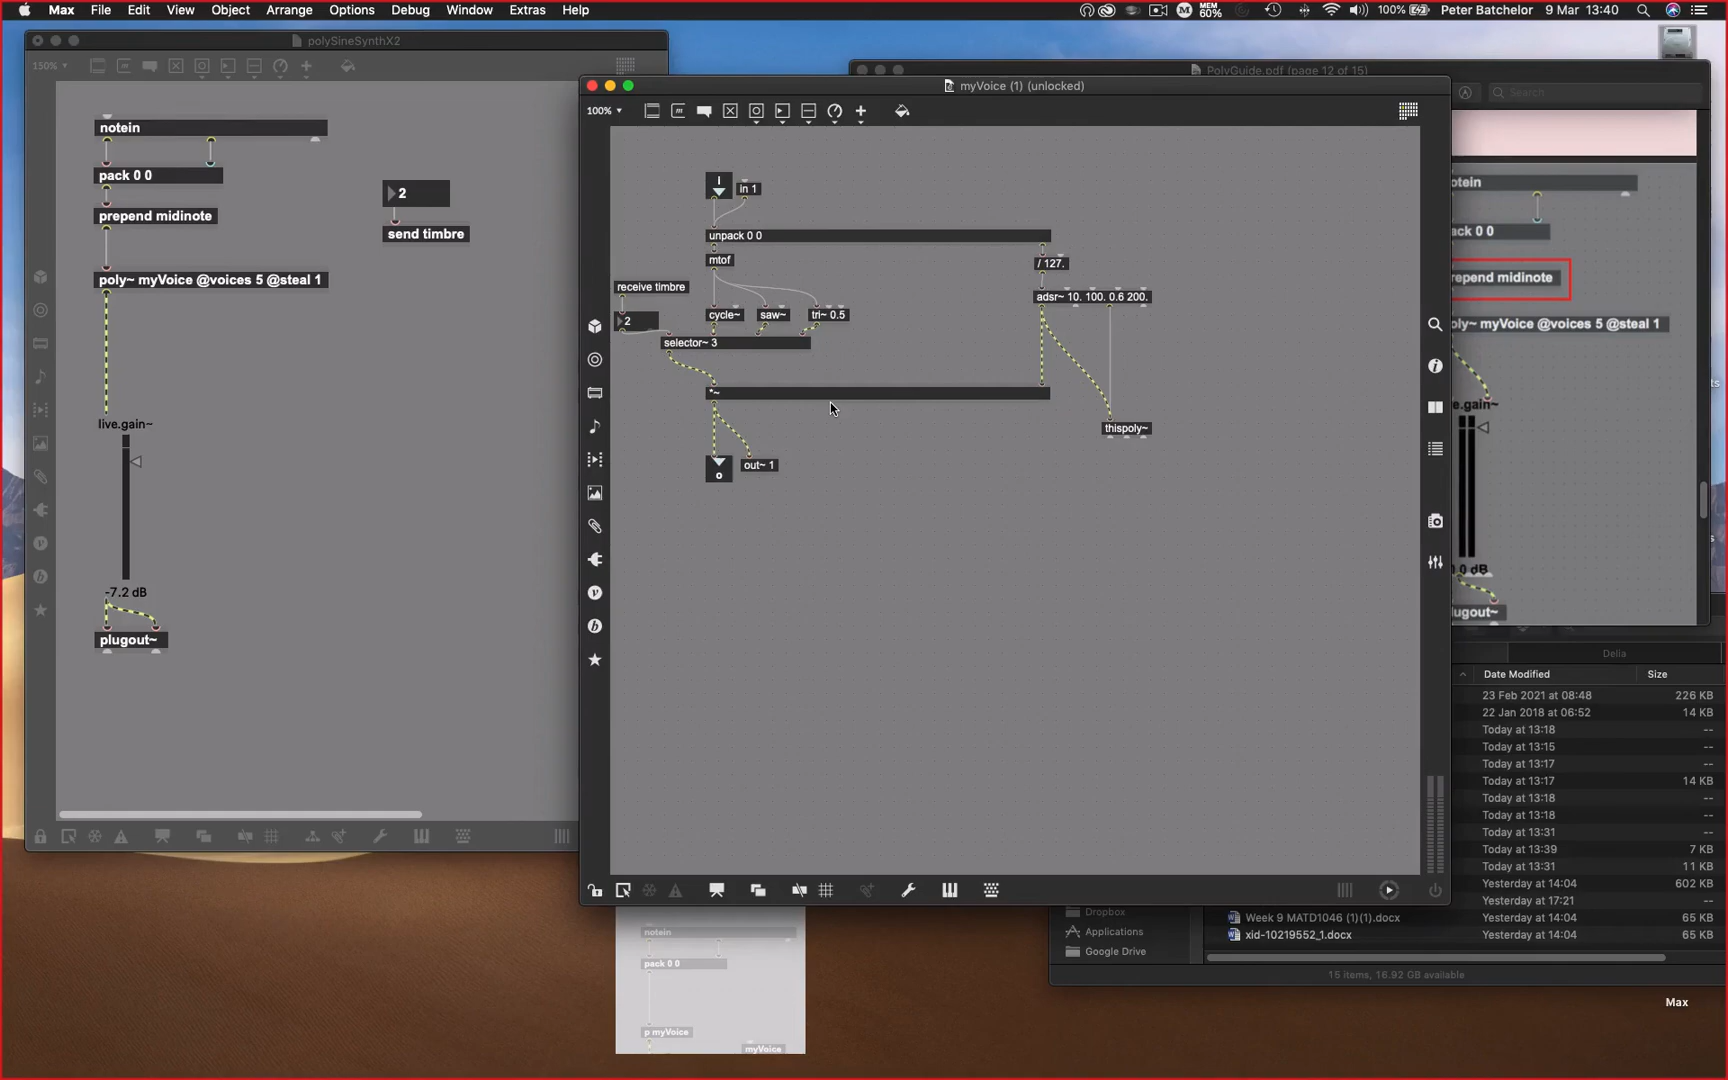 Max File Edit View Object Arrange Options Debug Window Extras Help
MEM 60% 100% Peter Batchelor 9 Mar 13:40
polySineSynthX2
150%
notein
pack 0 0
prepend midinote
2
send timbre
poly~ myVoice @voices 5 @steal 1
live.gain~
-7.2 dB
plugout~
myVoice (1) (unlocked)
100%
in 1
unpack 0 0
mtof
/ 127.
receive timbre
adsr~ 10. 100. 0.6 200.
2
cycle~
saw~
tri~ 0.5
selector~ 3
*~
thispoly~
out~ 1
PolyGuide.pdf (page 12 of 15)
Search
otein
ack 0 0
repend midinote
oly~ myVoice @voices 5 @steal 1
e.gain~
0 dB
lugout~
Delia
Date Modified Size
23 Feb 2021 at 08:48 226 KB
22 Jan 2018 at 06:52 14 KB
Today at 13:18 --
Today at 13:15 --
Today at 13:17 --
Today at 13:17 14 KB
Today at 13:18 --
Today at 13:18 --
Today at 13:31 --
Today at 13:39 7 KB
Today at 13:31 11 KB
Yesterday at 14:04 602 KB
Yesterday at 17:21 --
Dropbox
Week 9 MATD1046 (1)(1).docx Yesterday at 14:04 65 KB
Applications
xid-10219552_1.docx Yesterday at 14:04 65 KB
Google Drive
15 items, 16.92 GB available
Max
notein
pack 0 0
p myVoice
myVoice